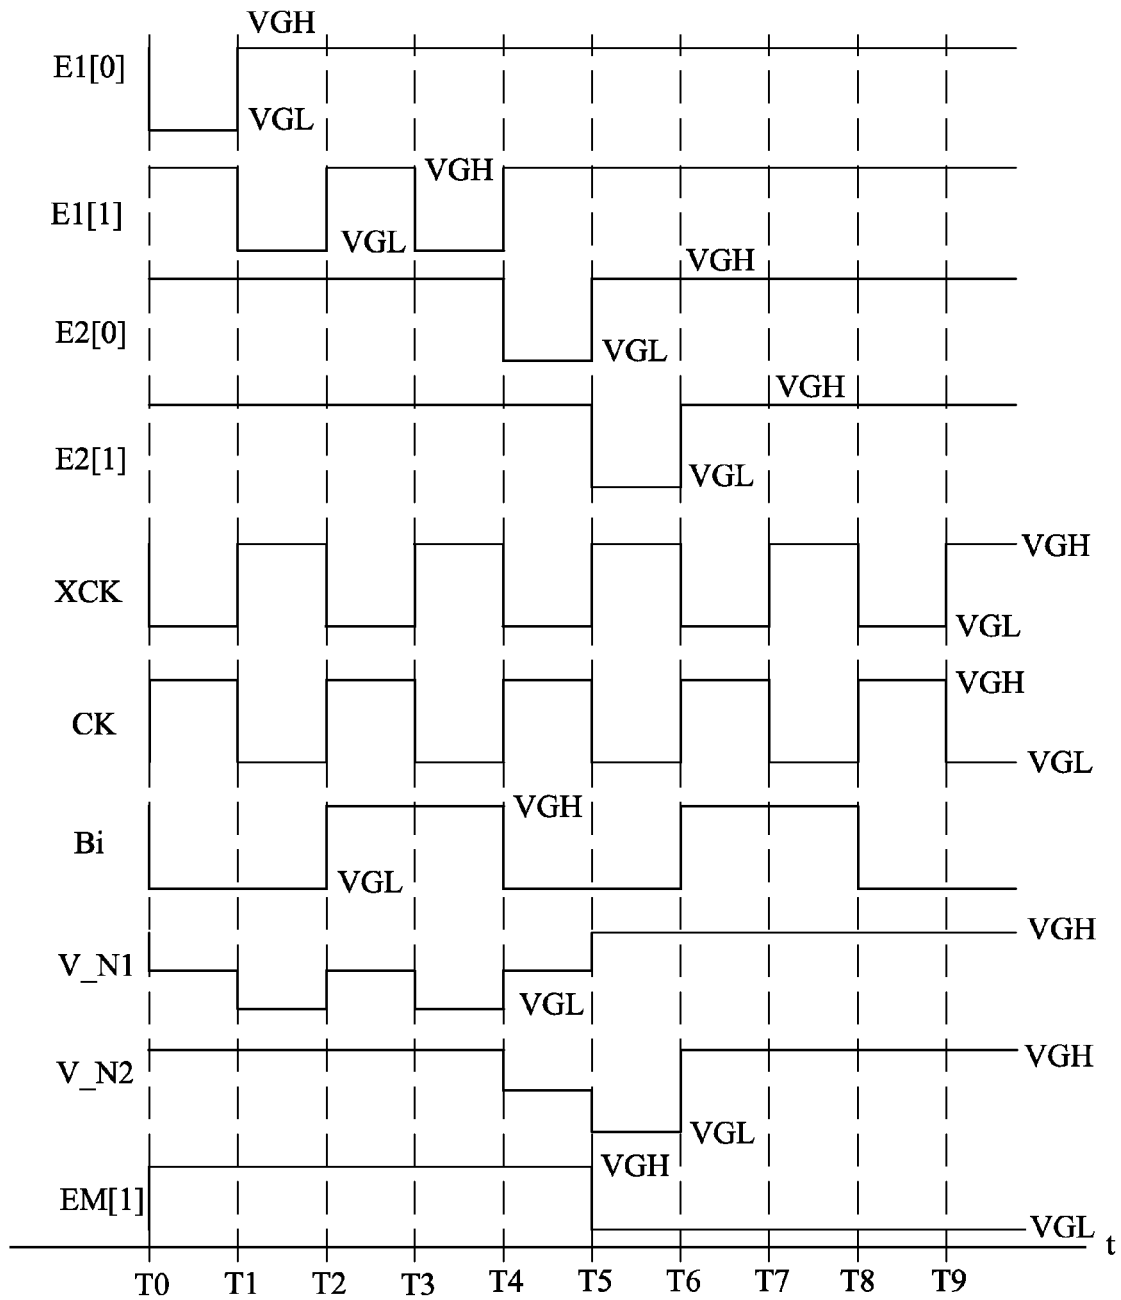 VGH
E1[0]
VGL
VGH
E1[1]
VGL
VGH
E2[0]
VGL
VGH
E2[1]
VGL
VGH
XCK
VGL
VGH
CK
VGL
VGH
Bi
VGL
VGH
V_N1
VGL
VGH
V_N2
VGL
VGH
EM[1]
VGL
t
T0 T1 T2 T3 T4 T5 T6 T7 T8 T9